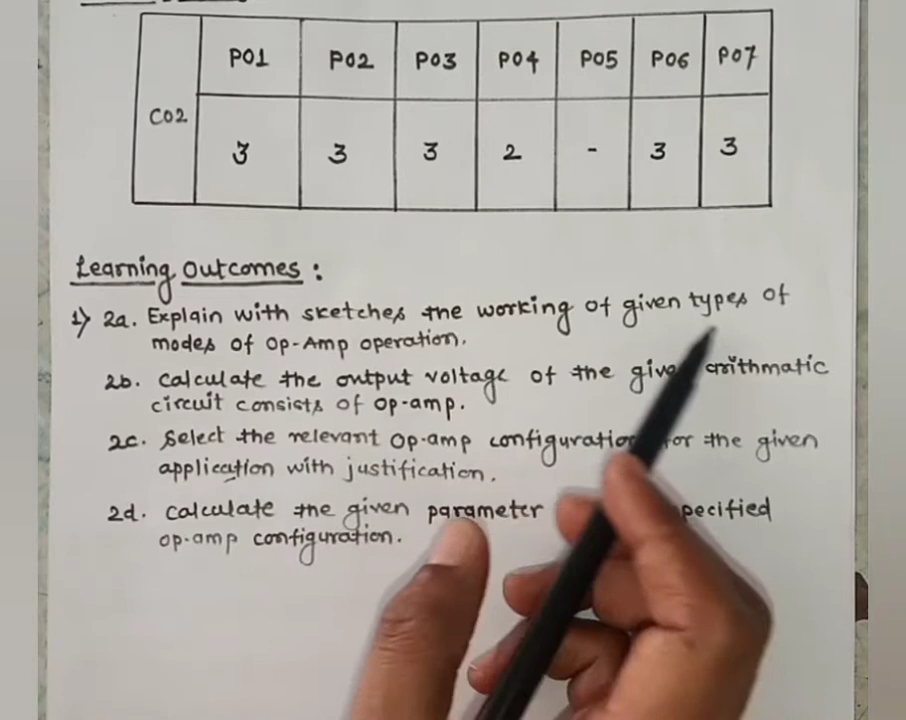 PO1 PO2 PO3 PO4 PO5 PO6 PO7
CO2
3 3 3 2 - 3 3
Learning Outcomes :
1) 2a. Explain with sketches the working of given types of
modes of Op-Amp operation.
2b. Calculate the output voltage of the give arithmatic
circuit consists of op-amp.
2c. Select the relevant Op-amp configuration for the given
application with justification.
2d. Calculate the given parameter pecified
op-amp configuration.